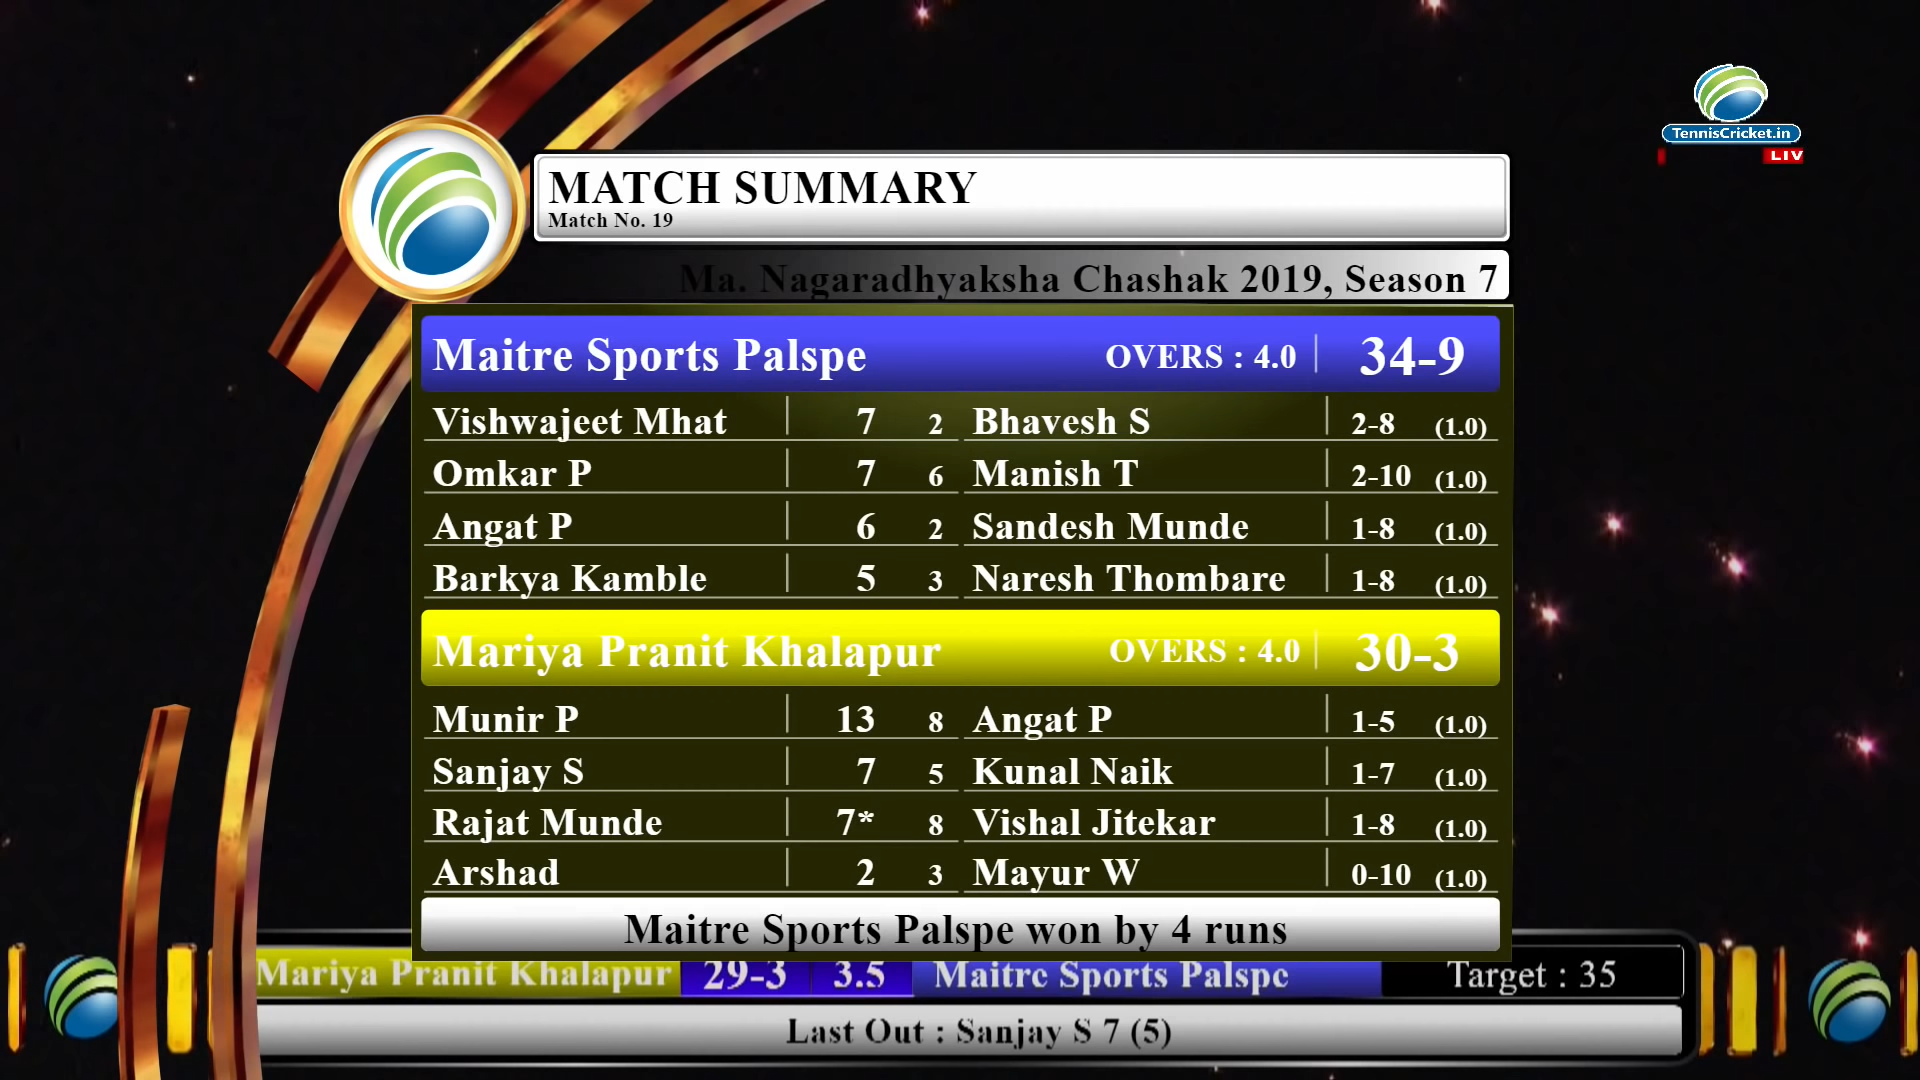 TennisCricket.in
LIV
MATCH SUMMARY
Match No. 19
Ma. Nagaradhyaksha Chashak 2019, Season 7
Maitre Sports Palspe OVERS : 4.0 34-9
Vishwajeet Mhat 7 2 Bhavesh S 2-8 (1.0)
Omkar P 7 6 Manish T 2-10 (1.0)
Angat P 6 2 Sandesh Munde 1-8 (1.0)
Barkya Kamble 5 3 Naresh Thombare 1-8 (1.0)
Mariya Pranit Khalapur OVERS : 4.0 30-3
Munir P 13 8 Angat P 1-5 (1.0)
Sanjay S 7 5 Kunal Naik 1-7 (1.0)
Rajat Munde 7* 8 Vishal Jitekar 1-8 (1.0)
Arshad 2 3 Mayur W 0-10 (1.0)
Maitre Sports Palspe won by 4 runs
Mariya Pranit Khalapur 29-3 3.5 Maitre Sports Palspe Target : 35
Last Out : Sanjay S 7 (5)